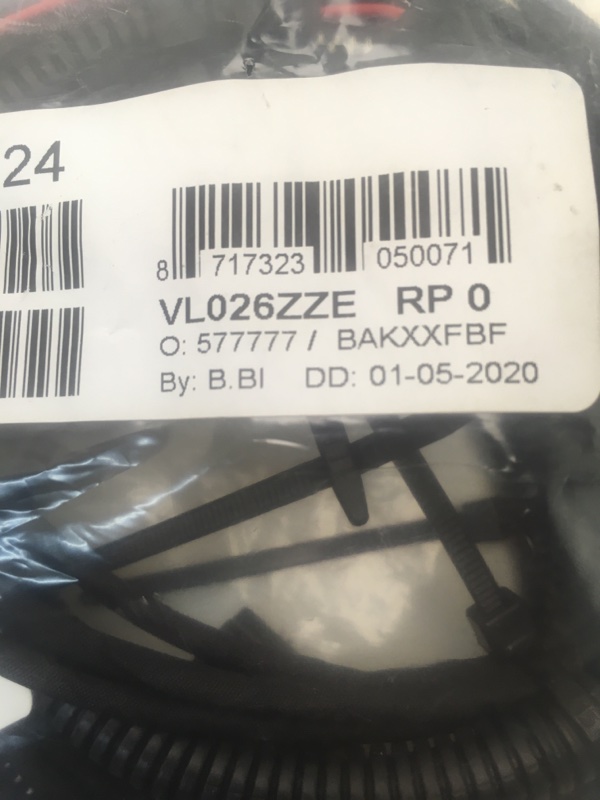 24
8 717323 050071
VL026ZZE RP 0
O: 577777 / BAKXXFBF
By: B.BI DD: 01-05-2020